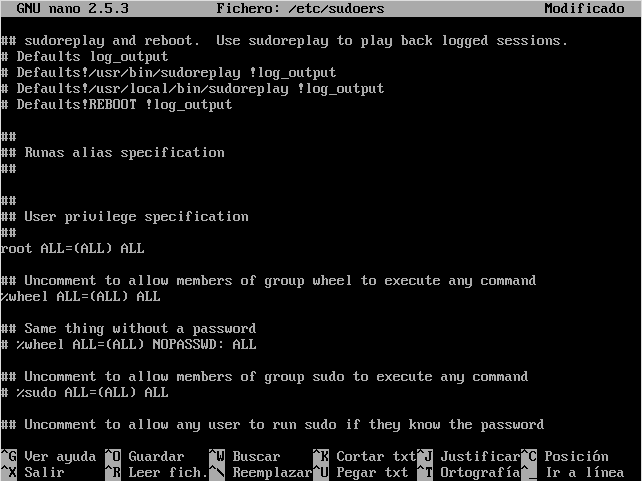 GNU nano 2.5.3 Fichero: /etc/sudoers Modificado
## sudoreplay and reboot.  Use sudoreplay to play back logged sessions.
# Defaults log_output
# Defaults!/usr/bin/sudoreplay !log_output
# Defaults!/usr/local/bin/sudoreplay !log_output
# Defaults!REBOOT !log_output
##
## Runas alias specification
##
##
## User privilege specification
##
root ALL=(ALL) ALL
## Uncomment to allow members of group wheel to execute any command
%wheel ALL=(ALL) ALL
## Same thing without a password
# %wheel ALL=(ALL) NOPASSWD: ALL
## Uncomment to allow members of group sudo to execute any command
# %sudo ALL=(ALL) ALL
## Uncomment to allow any user to run sudo if they know the password
^G Ver ayuda ^O Guardar ^W Buscar ^K Cortar txt ^J Justificar ^C Posición
^X Salir ^R Leer fich. ^\ Reemplazar ^U Pegar txt ^T Ortografía ^_ Ir a línea